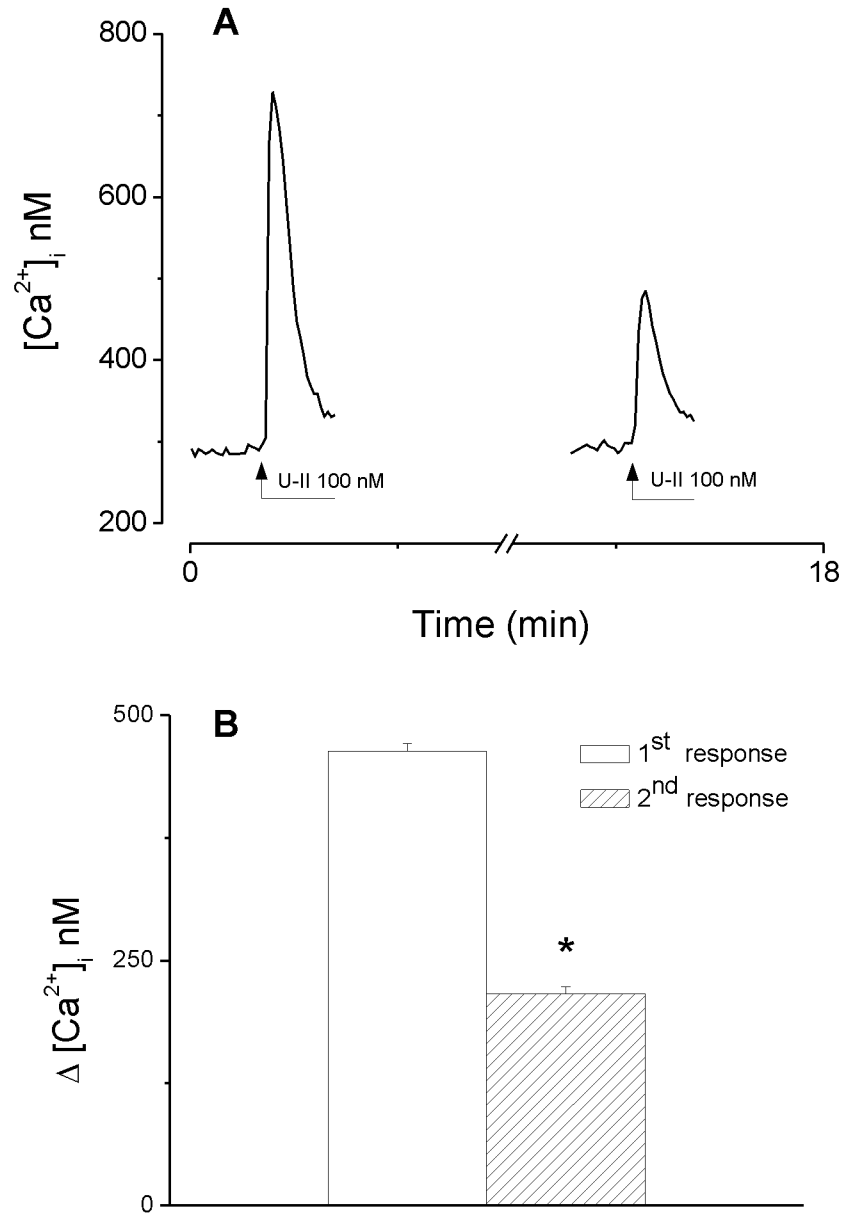 A
800
600
400
200
[Ca²⁺]ᵢ nM
U-II 100 nM
U-II 100 nM
0
18
Time (min)
B
500
250
0
Δ [Ca²⁺]ᵢ nM
1ˢᵗ response
2ⁿᵈ response
*